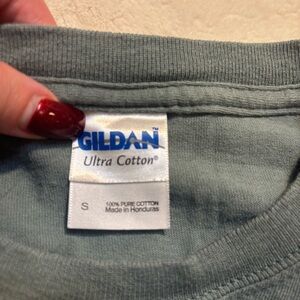 GILDAN
Ultra Cotton®
S
100% PURE COTTON
Made in Honduras